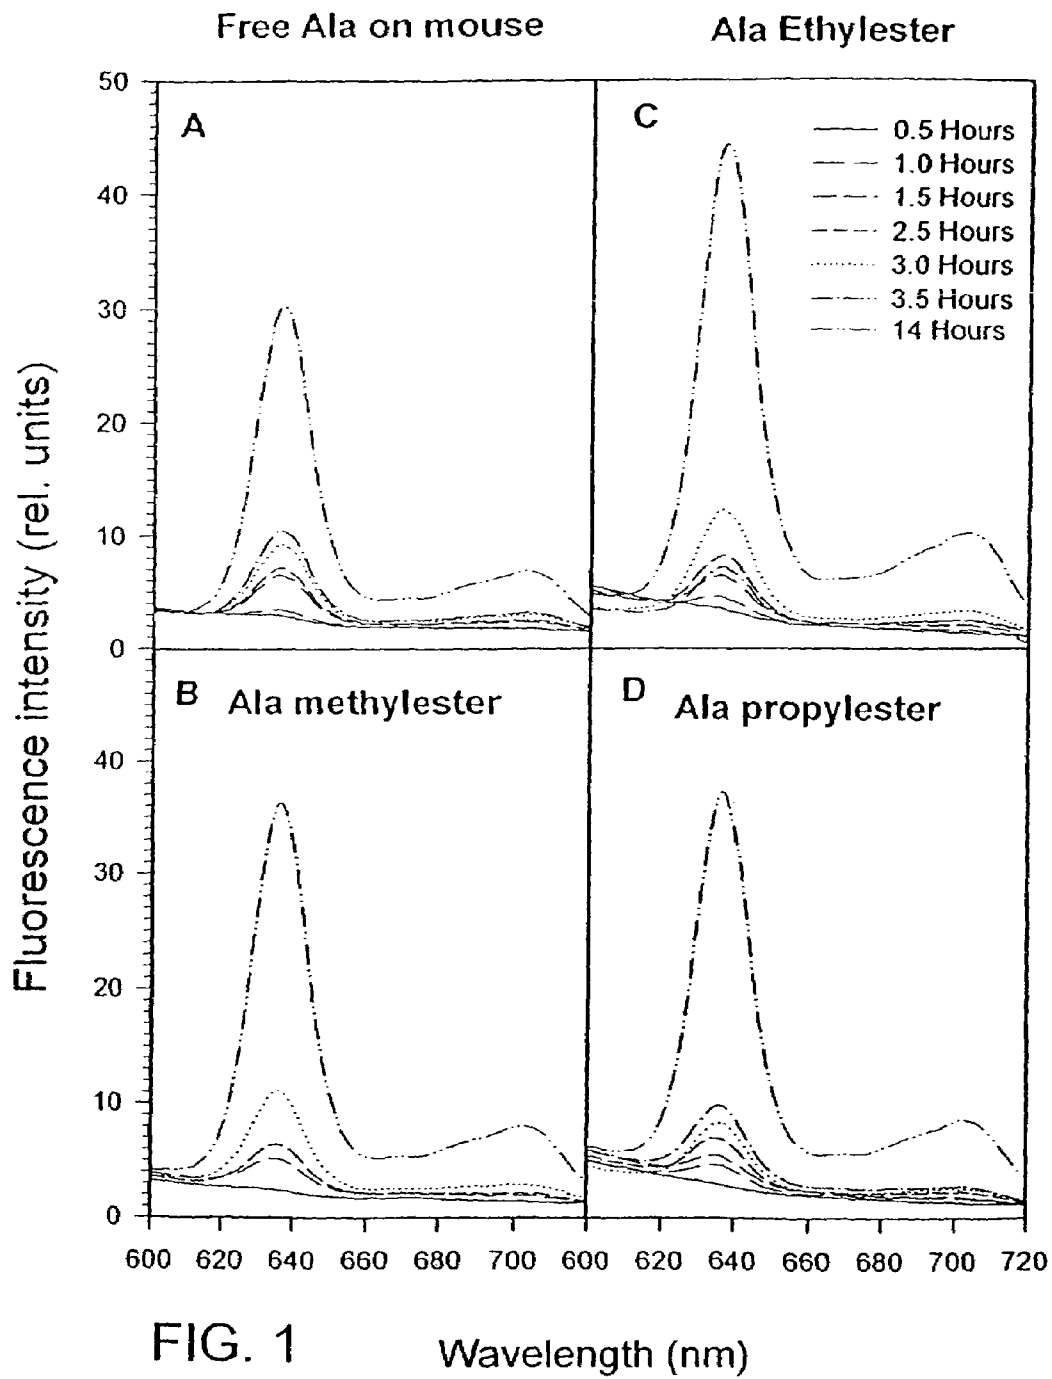 Free Ala on mouse
Ala Ethylester
50
A
C
0.5 Hours
1.0 Hours
1.5 Hours
2.5 Hours
3.0 Hours
3.5 Hours
14 Hours
40
30
20
10
0
Fluorescence intensity (rel. units)
B
Ala methylester
D
Ala propylester
40
30
20
10
0
600 620 640 660 680 700 600 620 640 660 680 700 720
FIG. 1
Wavelength (nm)